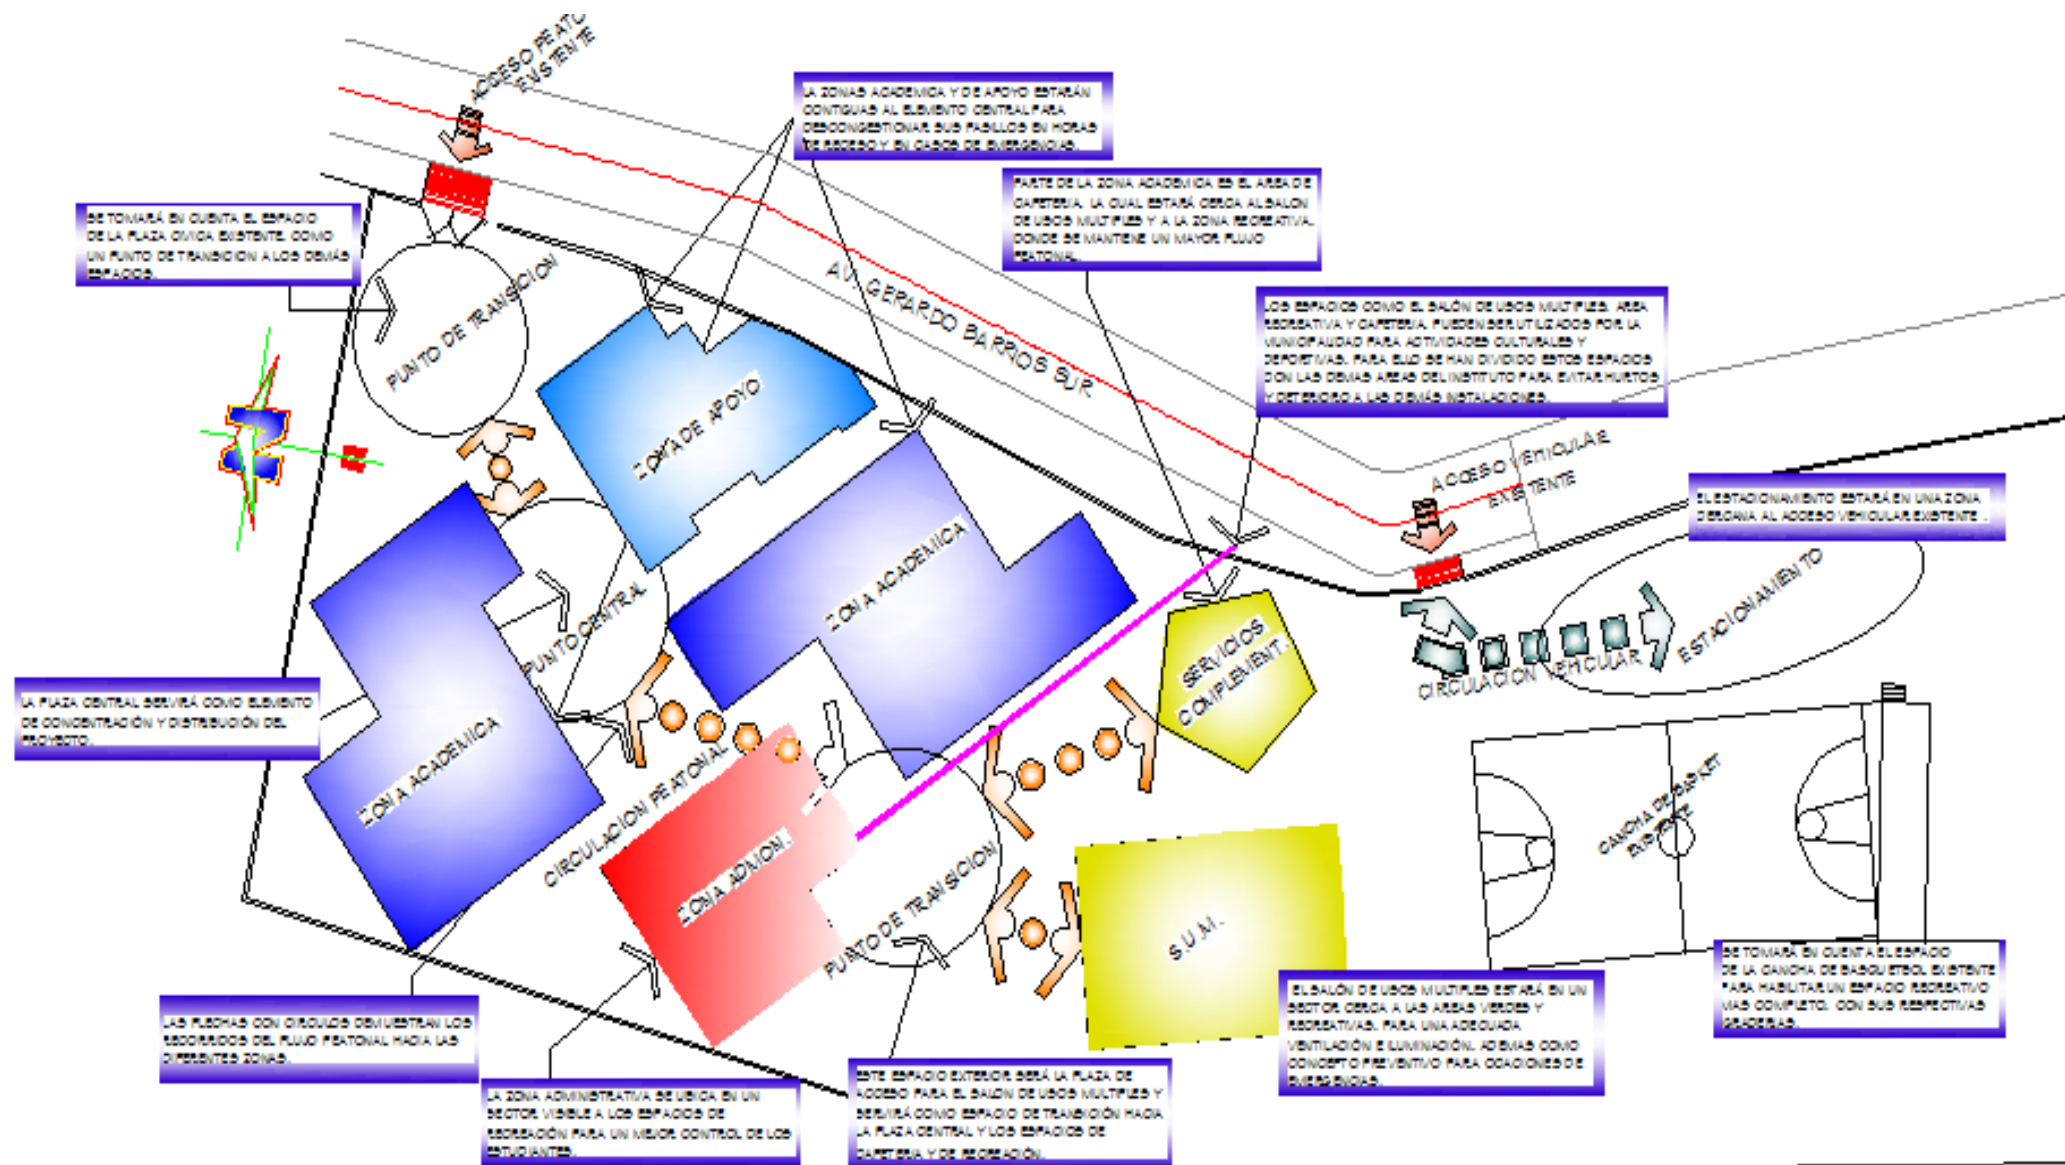 ACCESO PEATO
EXISTENTE
LA ZONAS ACADEMICA Y DE APOYO ESTARÁN
CONTIGUAS AL ELEMENTO CENTRAL PARA
DESCONGESTIONAR SUS PASILLOS EN HORAS
DE RECESO Y EN CASOS DE EMERGENCIAS.
PARTE DE LA ZONA ACADEMICA ES EL AREA DE
CAFETERIA, LA CUAL ESTARÁ CERCA AL SALON
DE USOS MULTIPLES Y A LA ZONA RECREATIVA,
DONDE SE MANTIENE UN MAYOR FLUJO
PEATONAL.
SE TOMARÁ EN CUENTA EL ESPACIO
DE LA PLAZA CIVICA EXISTENTE, COMO
UN PUNTO DE TRANSICION A LOS DEMÁS
ESPACIOS.
LOS ESPACIOS COMO EL SALÓN DE USOS MULTIPLES, AREA
RECREATIVA Y CAFETERIA, PUEDEN SER UTILIZADOS POR LA
MUNICIPALIDAD PARA ACTIVIDADES CULTURALES Y
DEPORTIVAS, PARA ELLO SE HAN DIVIDIDO ESTOS ESPACIOS
CON LAS DEMAS AREAS DEL INSTITUTO PARA EVITAR HURTOS
Y DETERIORO A LAS DEMÁS INSTALACIONES.
AV. GERARDO BARRIOS SUR
PUNTO DE TRANSICION
ZONA DE APOYO
ACCESO VEHICULAR
EXISTENTE
EL ESTACIONAMIENTO ESTARÁ EN UNA ZONA
CERCANA AL ACCESO VEHICULAR EXISTENTE .
ZONA ACADEMICA
PUNTO CENTRAL
SERVICIOS
COMPLEMENT.
CIRCULACION VEHICULAR
ESTACIONAMIENTO
LA PLAZA CENTRAL SERVIRÁ COMO ELEMENTO
DE CONCENTRACIÓN Y DISTRIBUCIÓN DEL
PROYECTO.
ZONA ACADEMICA
CIRCULACION PEATONAL
ZONA ADMON.
PUNTO DE TRANSICION
S.U.M.
CANCHA DE BASKET
EXISTENTE
SE TOMARÁ EN CUENTA EL ESPACIO
DE LA CANCHA DE BASQUETBOL EXISTENTE
PARA HABILITAR UN ESPACIO RECREATIVO
MAS COMPLETO, CON SUS RESPECTIVAS
GRADERIAS.
EL SALÓN DE USOS MULTIPLES ESTARÁ EN UN
SECTOR CERCA A LAS AREAS VERDES Y
RECREATIVAS, PARA UNA ADECUADA
VENTILACIÓN E ILUMINACIÓN, ADEMAS COMO
CONCEPTO PREVENTIVO PARA OCACIONES DE
EMERGENCIAS.
LAS FLECHAS CON CIRCULOS DEMUESTRAN LOS
RECORRIDOS DEL FLUJO PEATONAL HACIA LAS
DIFERENTES ZONAS.
LA ZONA ADMINISTRATIVA SE UBICA EN UN
SECTOR VISIBLE A LOS ESPACIOS DE
RECREACIÓN PARA UN MEJOR CONTROL DE LOS
ESTUDIANTES.
ESTE ESPACIO EXTERIOR SERÁ LA PLAZA DE
ACCESO PARA EL SALON DE USOS MULTIPLES Y
SERVIRÁ COMO ESPACIO DE TRANSICIÓN HACIA
LA PLAZA CENTRAL Y LOS ESPACIOS DE
CAFETERIA Y DE RECREACIÓN.